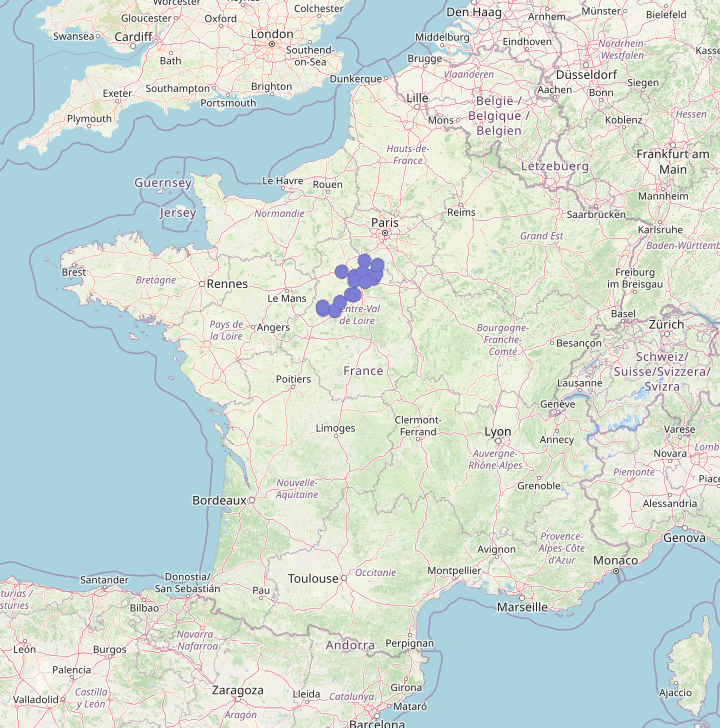 Worcester
Gloucester
Colchester
Oxford
Den Haag
Arnhem
Münster
Bielefeld
Swansea
Cardiff
London
Middelburg
Eindhoven
Nordrhein-
Westfalen
Bath
Southend-
on-Sea
Brugge
Düsseldorf
Kasse
Exeter
Southampton
Brighton
Dunkerque
Vlaanderen
Aachen
Siegen
Portsmouth
Lille
België /
Belgique /
Belgien
Bonn
Plymouth
Mons
Koblenz
Hessen
Hauts-de-
France
Frankfurt am
Main
Lëtzebuerg
Guernsey
Le Havre
Rouen
Mannheim
Jersey
Normandie
Paris
Reims
Saarbrücken
Karlsruhe
Grand Est
Baden-Württemb
Brest
Bretagne
Rennes
Freiburg
im Breisgau
Le Mans
Basel
Pays de
la Loire
Angers
entre-Val
de Loire
Zürich
Bourgogne-
Franche-
Comté
Besançon
Schweiz/
Suisse/Svizzera/
Svizra
Poitiers
France
Lausanne
Genève
Limoges
Clermont-
Ferrand
Lyon
Annecy
Varese
Novara
Lomb
Auvergne-
Rhône-Alpes
Piemonte
Piace
Nouvelle-
Aquitaine
Grenoble
Bordeaux
Alessandria
Provence-
Alpes-Côte
d'Azur
Genova
Avignon
Monaco
Santander
Donostia/
San Sebastián
Toulouse
Occitanie
Montpellier
turias /
sturies
Bilbao
Pau
Marseille
Navarra
- Nafarroa
Andorra
Perpignan
León
Burgos
Palencia
Girona
Ajaccio
Valladolid
Castilla
y León
Zaragoza
Lleida
Catalunya
Mataró
Aragón
Barcelona